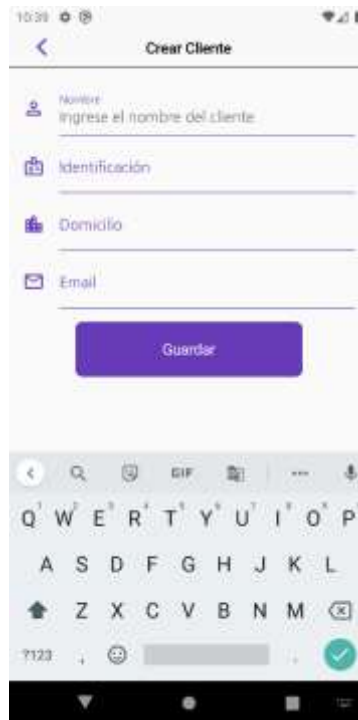 10:39
Crear Cliente
Nombre
Ingrese el nombre del cliente
Identificación
Domicilio
Email
Guardar
GIF
Q W E R T Y U I O P
A S D F G H J K L
Z X C V B N M
?123 , .